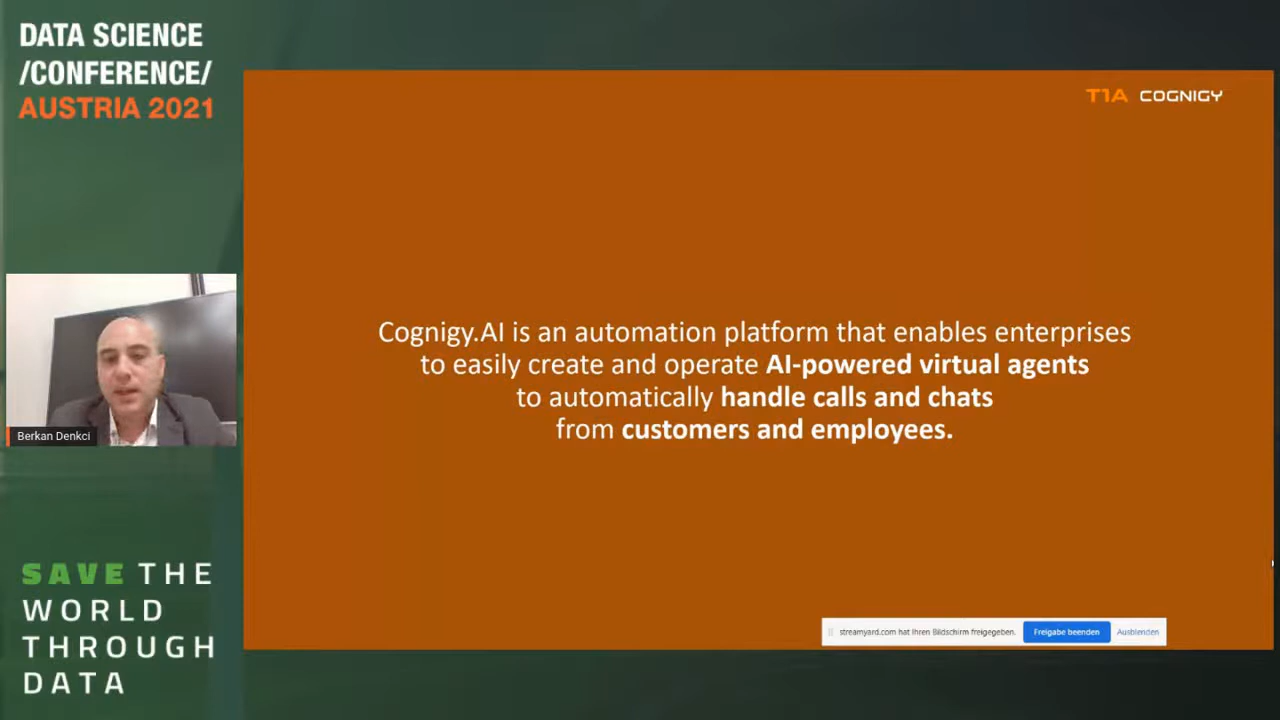 DATA SCIENCE
/CONFERENCE/
AUSTRIA 2021
T1A COGNIGY
Cognigy.AI is an automation platform that enables enterprises
to easily create and operate AI-powered virtual agents
to automatically handle calls and chats
from customers and employees.
Berkan Denkci
SAVE THE
WORLD
THROUGH
DATA
streamyard.com hat Ihren Bildschirm freigegeben.
Freigabe beenden
Ausblenden